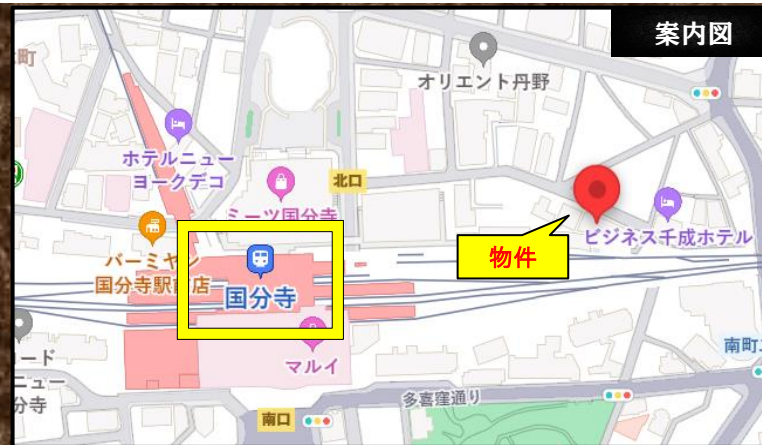 案内図
町
オリエント丹野
ホテルニュー
ヨークデコ
北口
ミーツ国分寺
ビジネス千成ホテル
物件
バーミヤン
国分寺駅前店
国分寺
マルイ
ード
ニュー
分寺
南町
多喜窪通り
南口